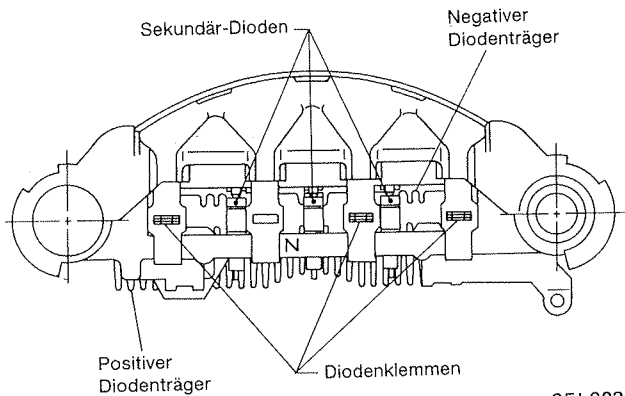 Sekundär-Dioden
Negativer
Diodenträger
N
Positiver
Diodenträger
Diodenklemmen